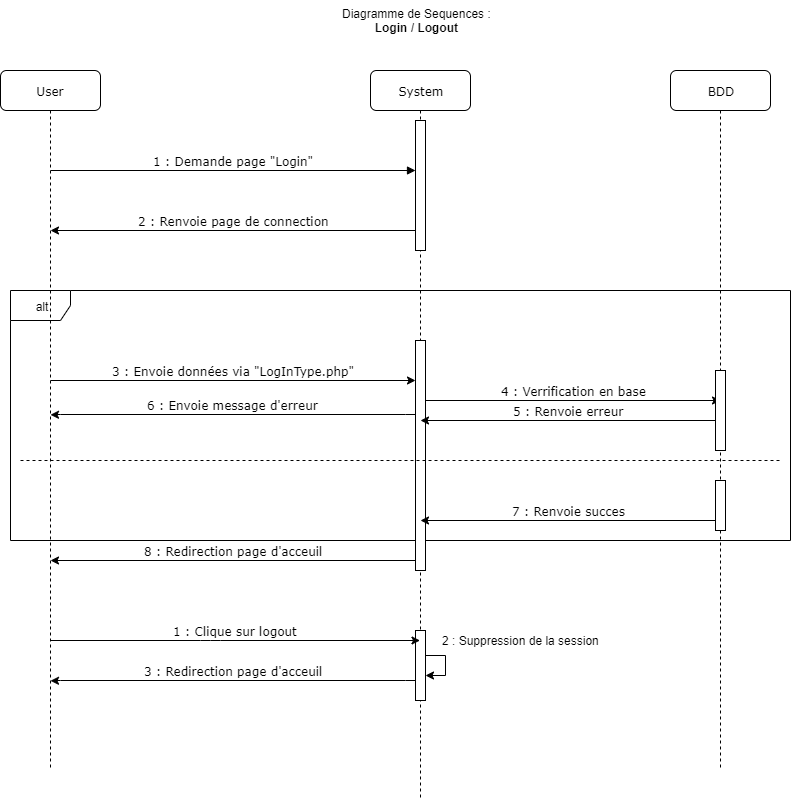 Diagramme de Sequences :
Login / Logout
User
System
BDD
1 : Demande page "Login"
2 : Renvoie page de connection
alt
3 : Envoie données via "LogInType.php"
4 : Verrification en base
6 : Envoie message d'erreur
5 : Renvoie erreur
7 : Renvoie succes
8 : Redirection page d'acceuil
1 : Clique sur logout
2 : Suppression de la session
3 : Redirection page d'acceuil